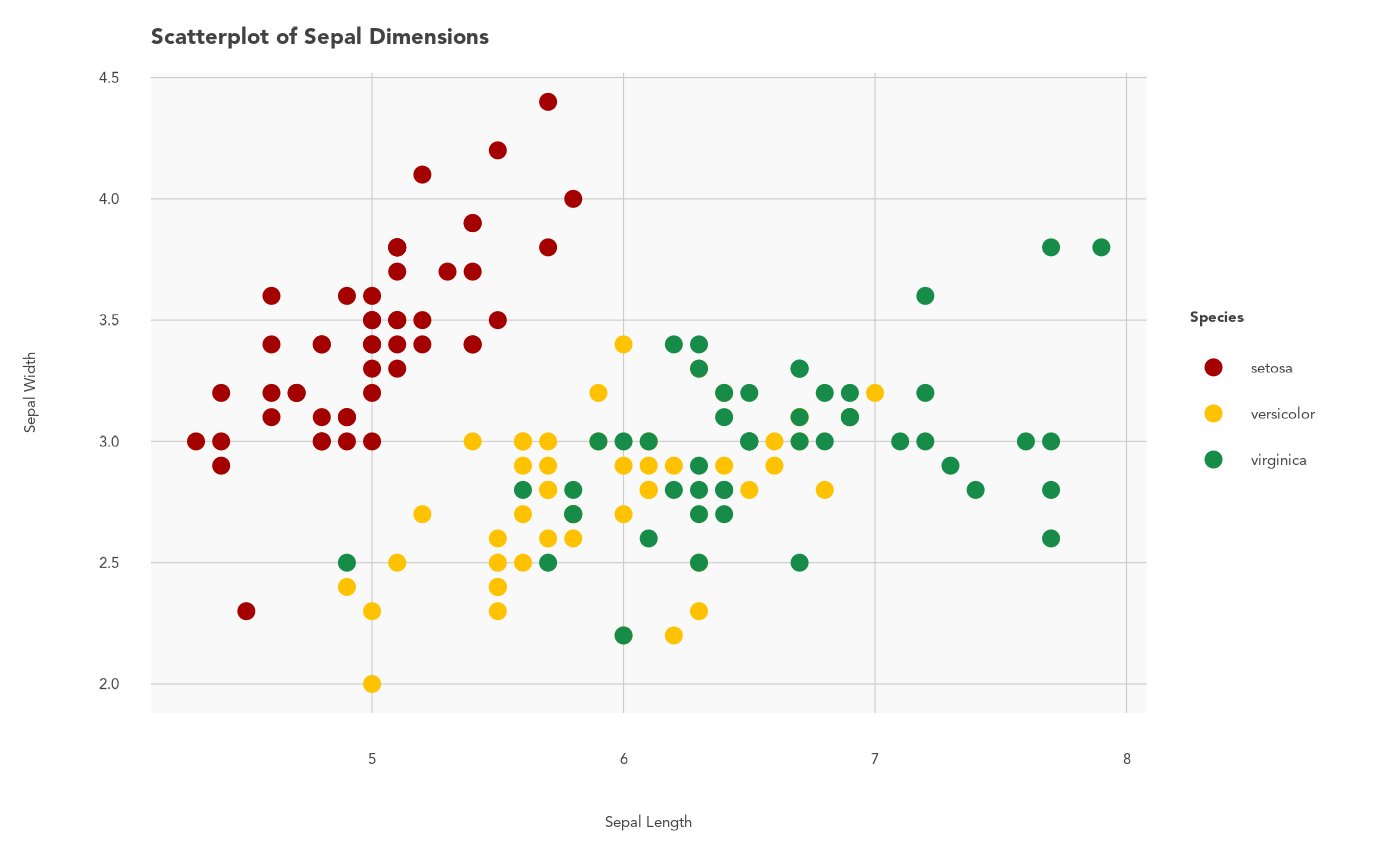 Scatterplot of Sepal Dimensions
4.5
4.0
3.5
3.0
2.5
2.0
Sepal Width
5 6 7 8
Sepal Length
Species
setosa
versicolor
virginica